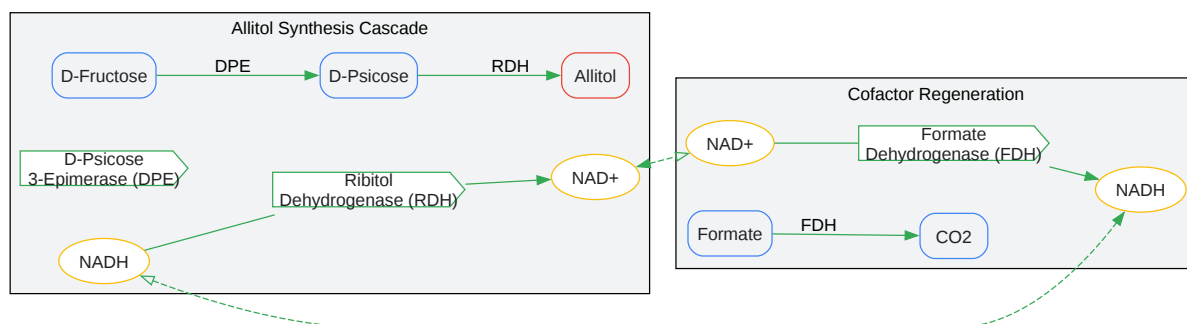 Allitol Synthesis Cascade
D-Fructose
DPE
D-Psicose
RDH
Allitol
D-Psicose
3-Epimerase (DPE)
Ribitol
Dehydrogenase (RDH)
NAD+
NADH
Cofactor Regeneration
NAD+
Formate
Dehydrogenase (FDH)
NADH
Formate
FDH
CO2